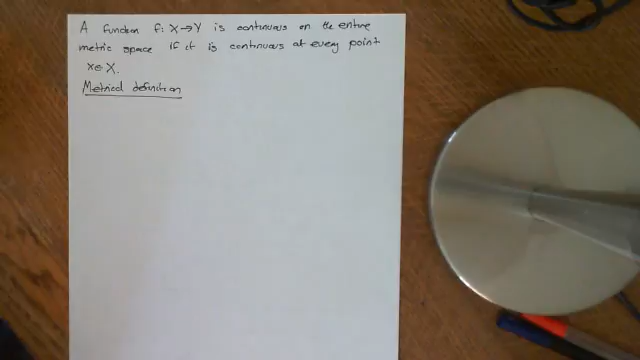 A function f: X → Y is continuous on the entire
metric space if it is continuous at every point
x ∈ X.
Metrical definition